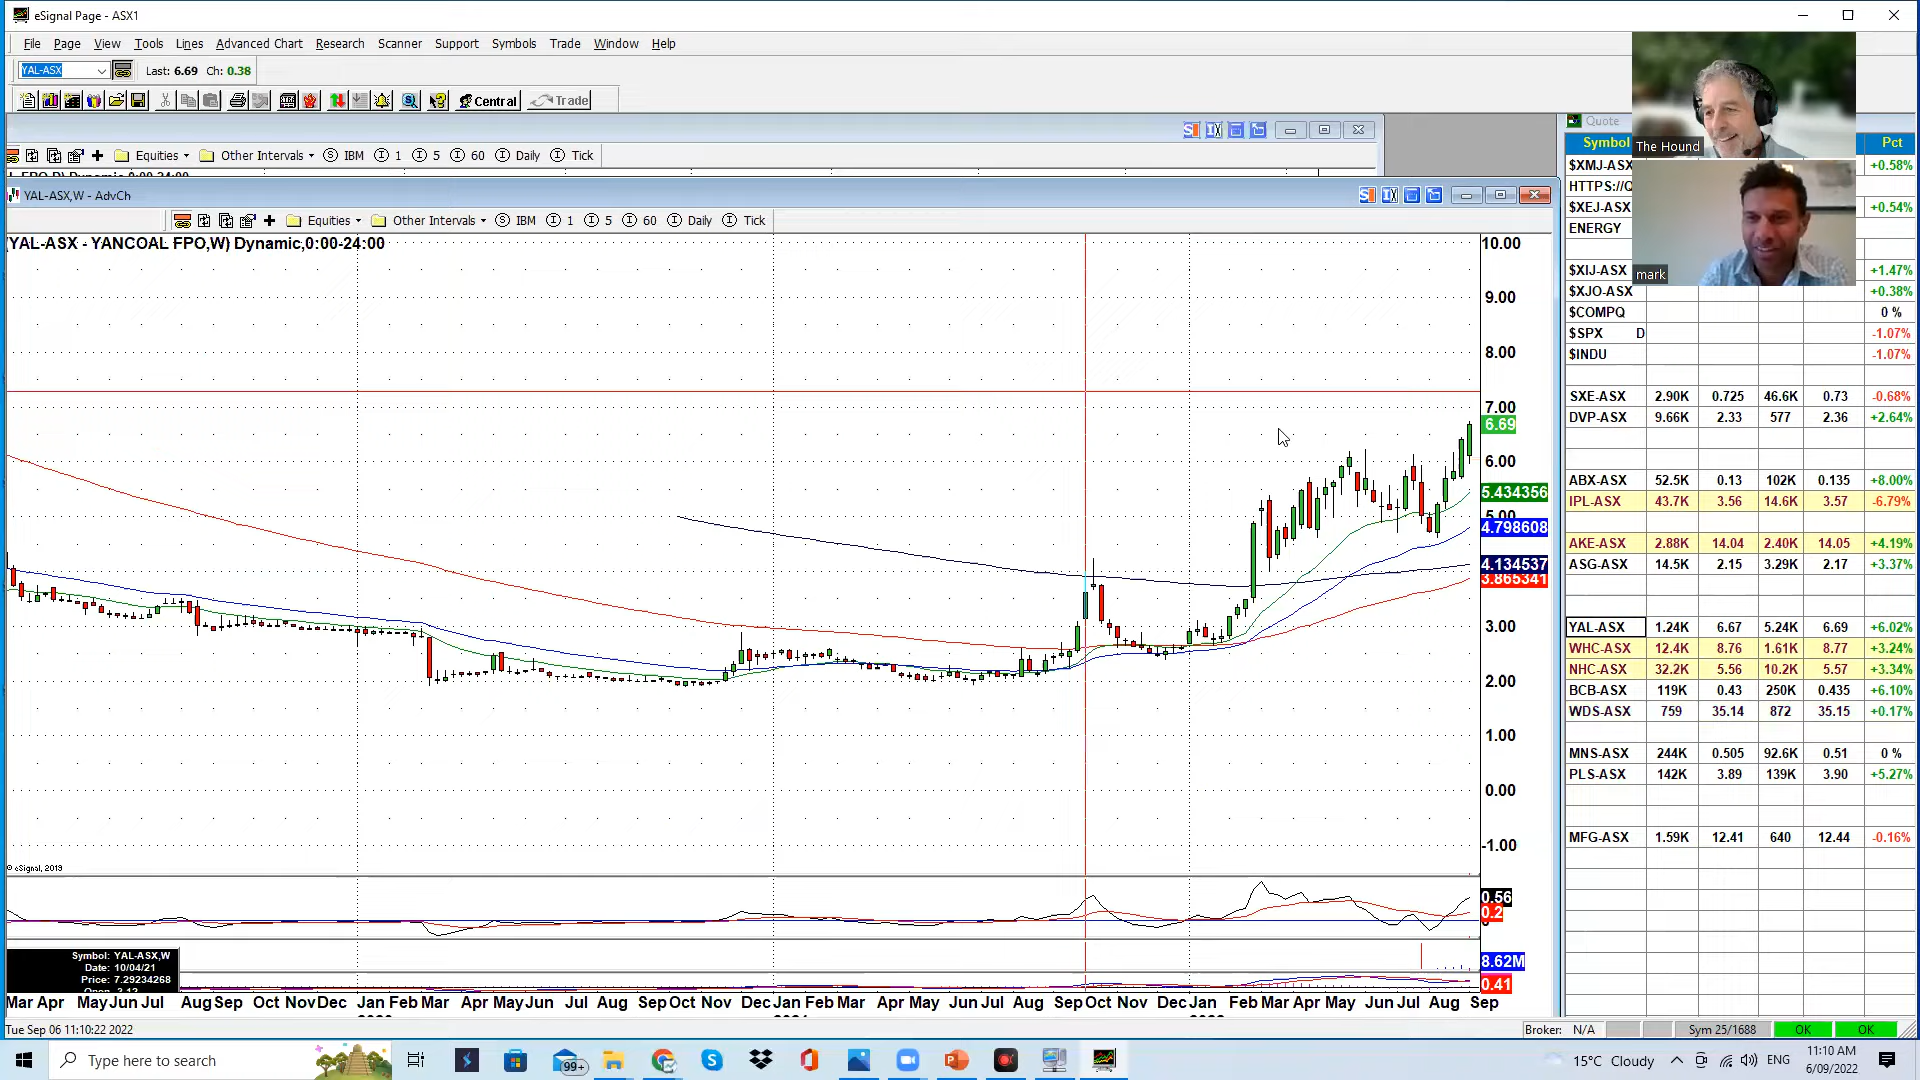 eSignal Page - ASX1
File Page View Tools Lines Advanced Chart Research Scanner Support Symbols Trade Window Help
YAL-ASX Last: 6.69 Ch: 0.38
Central Trade
Equities Other Intervals IBM 1 5 60 Daily Tick
YAL-ASX,W - AdvCh
Equities Other Intervals IBM 1 5 60 Daily Tick
(YAL-ASX - YANCOAL FPO,W) Dynamic,0:00-24:00
10.00
9.00
8.00
7.00
6.69
6.00
5.434356
5.00
4.798608
4.134537
3.865341
3.00
2.00
1.00
0.00
-1.00
© eSignal, 2019
0.56
0.2
8.62M
0.41
Symbol: YAL-ASX,W
Date: 10/04/21
Price: 7.29234268
Mar Apr May Jun Jul Aug Sep Oct Nov Dec Jan Feb Mar Apr May Jun Jul Aug Sep Oct Nov Dec Jan Feb Mar Apr May Jun Jul Aug Sep Oct Nov Dec Jan Feb Mar Apr May Jun Jul Aug Sep
The Hound
mark
Quote
Symbol Pct
$XMJ-ASX +0.58%
HTTPS://Q
$XEJ-ASX +0.54%
ENERGY
$XIJ-ASX +1.47%
$XJO-ASX +0.38%
$COMPQ 0 %
$SPX D -1.07%
$INDU -1.07%
SXE-ASX 2.90K 0.725 46.6K 0.73 -0.68%
DVP-ASX 9.66K 2.33 577 2.36 +2.64%
ABX-ASX 52.5K 0.13 102K 0.135 +8.00%
IPL-ASX 43.7K 3.56 14.6K 3.57 -6.79%
AKE-ASX 2.88K 14.04 2.40K 14.05 +4.19%
ASG-ASX 14.5K 2.15 3.29K 2.17 +3.37%
YAL-ASX 1.24K 6.67 5.24K 6.69 +6.02%
WHC-ASX 12.4K 8.76 1.61K 8.77 +3.24%
NHC-ASX 32.2K 5.56 10.2K 5.57 +3.34%
BCB-ASX 119K 0.43 250K 0.435 +6.10%
WDS-ASX 759 35.14 872 35.15 +0.17%
MNS-ASX 244K 0.505 92.6K 0.51 0 %
PLS-ASX 142K 3.89 139K 3.90 +5.27%
MFG-ASX 1.59K 12.41 640 12.44 -0.16%
Tue Sep 06 11:10:22 2022 Broker: N/A Sym 25/1688 OK OK
Type here to search 99+ 15°C Cloudy ENG 11:10 AM
6/09/2022